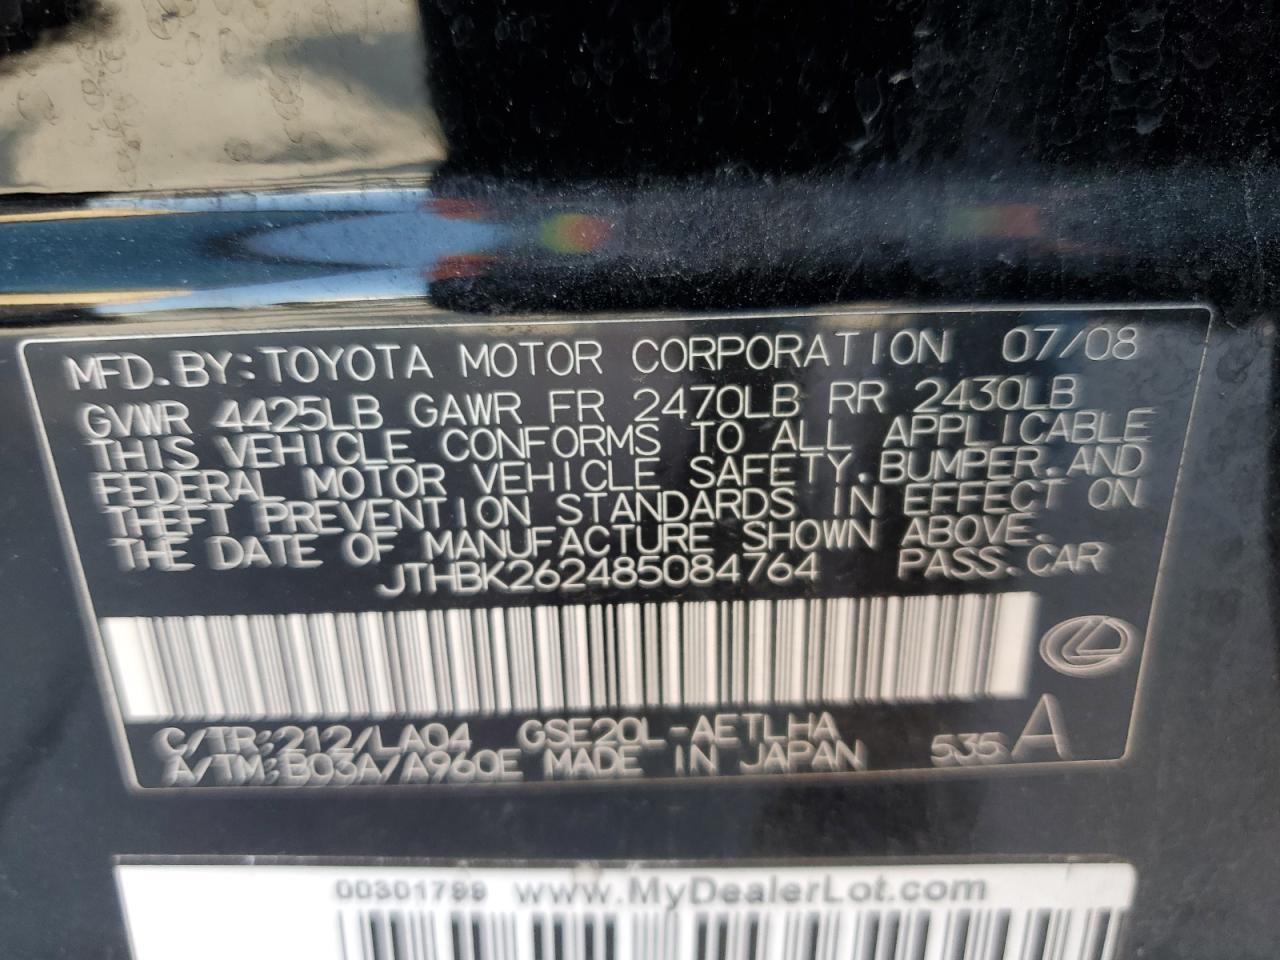 MFD.BY:TOYOTA MOTOR CORPORATION 07/08
GVWR 4425LB GAWR FR 2470LB RR 2430LB
THIS VEHICLE CONFORMS TO ALL APPLICABLE
FEDERAL MOTOR VEHICLE SAFETY,BUMPER,AND
THEFT PREVENTION STANDARDS IN EFFECT ON
THE DATE OF MANUFACTURE SHOWN ABOVE.
JTHBK262485084764 PASS.CAR
C/TR:212/LA04 GSE20L-AETLHA
A/TM:B03A/A960E MADE IN JAPAN 535 A
00301799 www.MyDealerLot.com